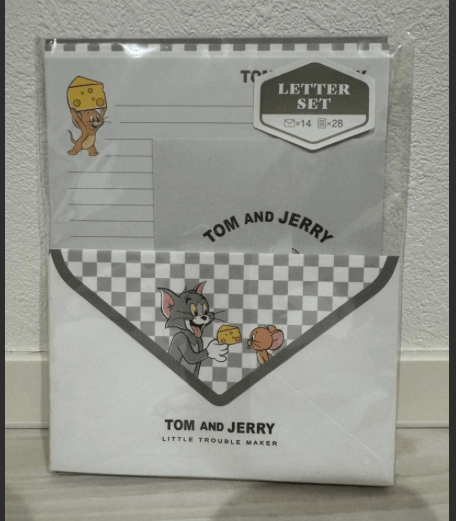 LETTER
SET
×14 ×28
TOM AND JERRY
TOM AND JERRY
LITTLE TROUBLE MAKER